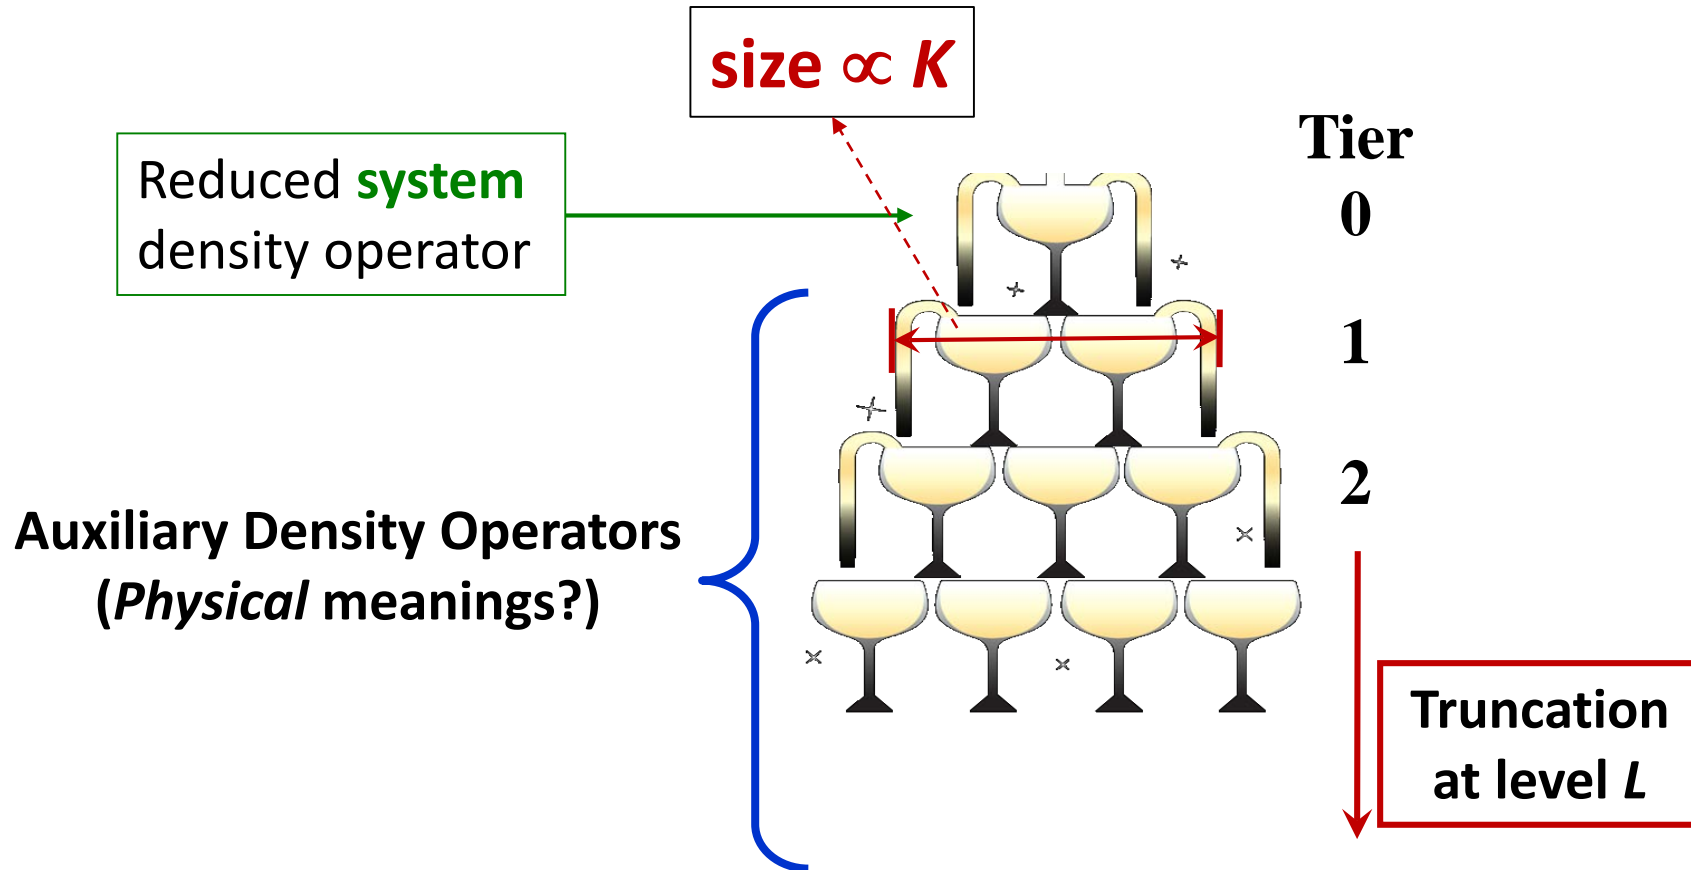 size ∝ K
Reduced system
density operator
Tier
0
1
2
Auxiliary Density Operators
(Physical meanings?)
Truncation
at level L